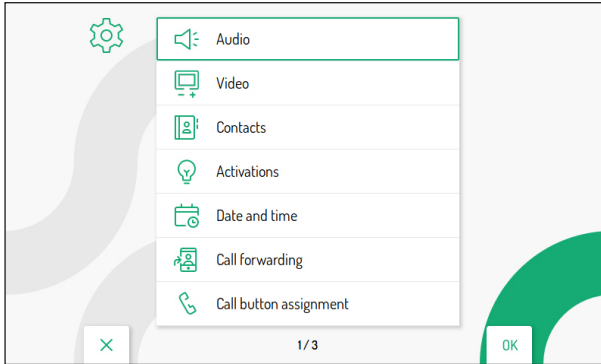 Audio
Video
Contacts
Activations
Date and time
Call forwarding
Call button assignment
1/3
OK